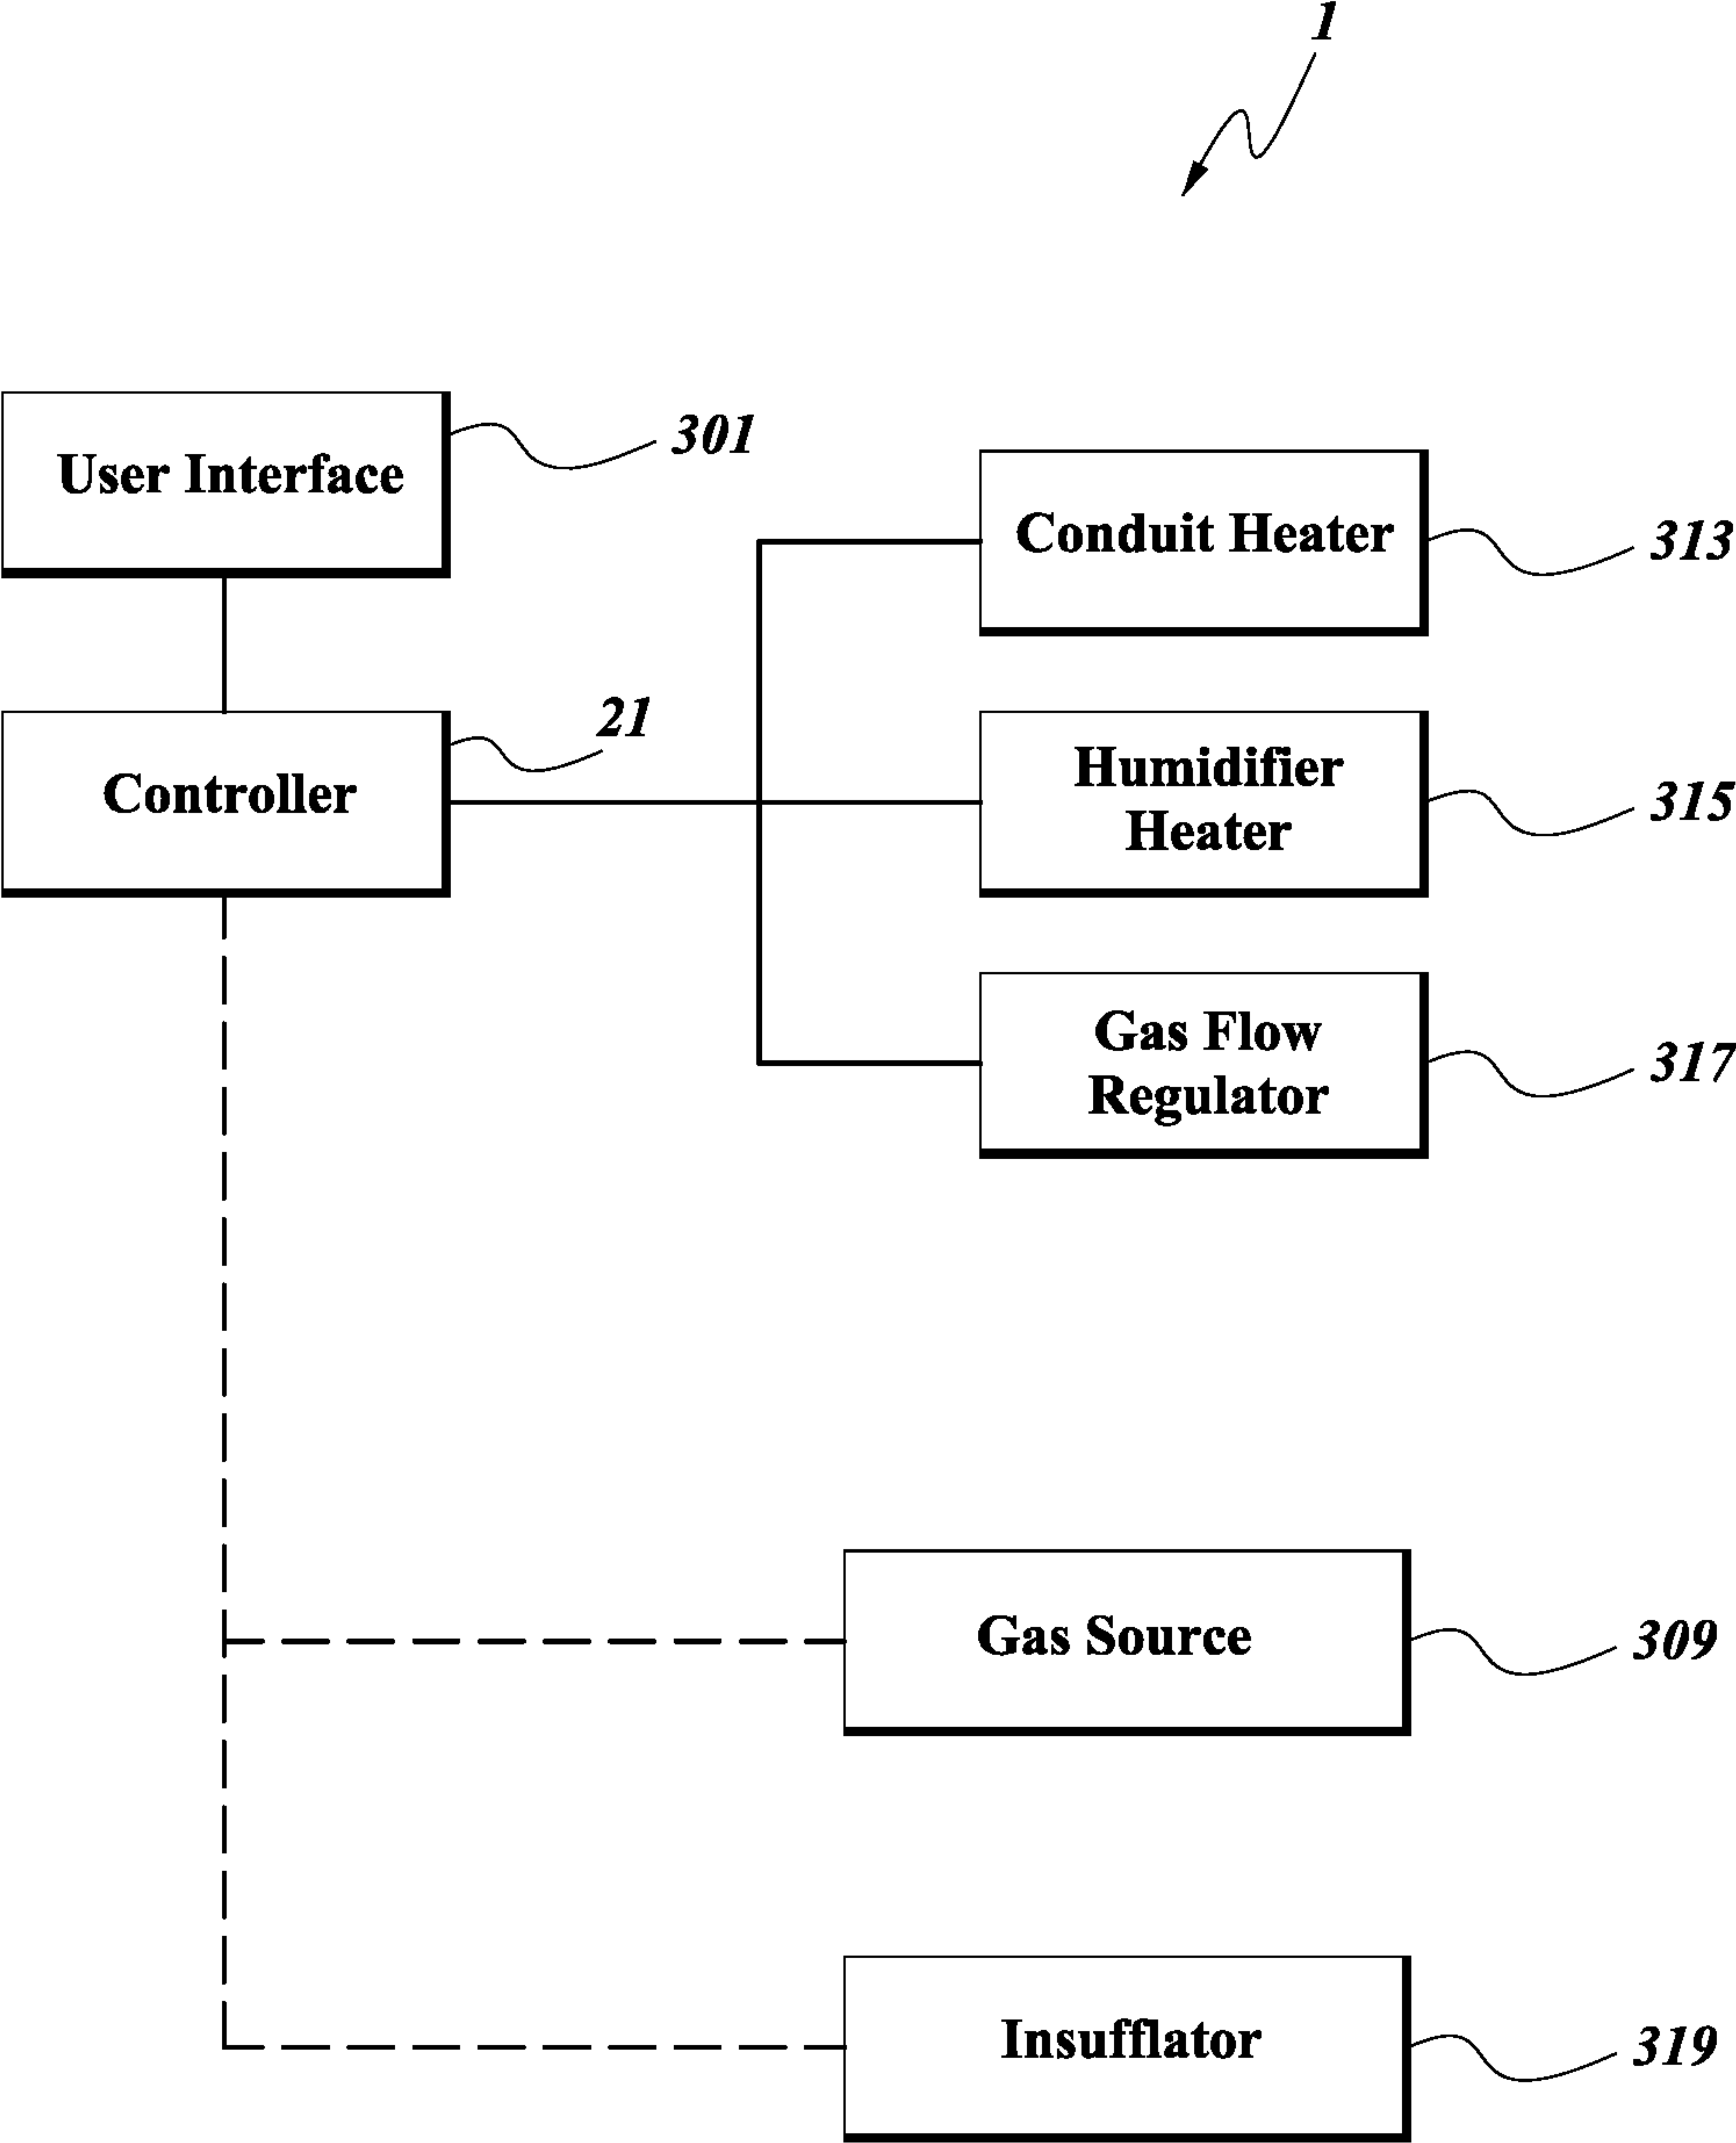 1
User Interface
301
Conduit Heater
313
Controller
21
Humidifier
Heater
315
Gas Flow
Regulator
317
Gas Source
309
Insufflator
319